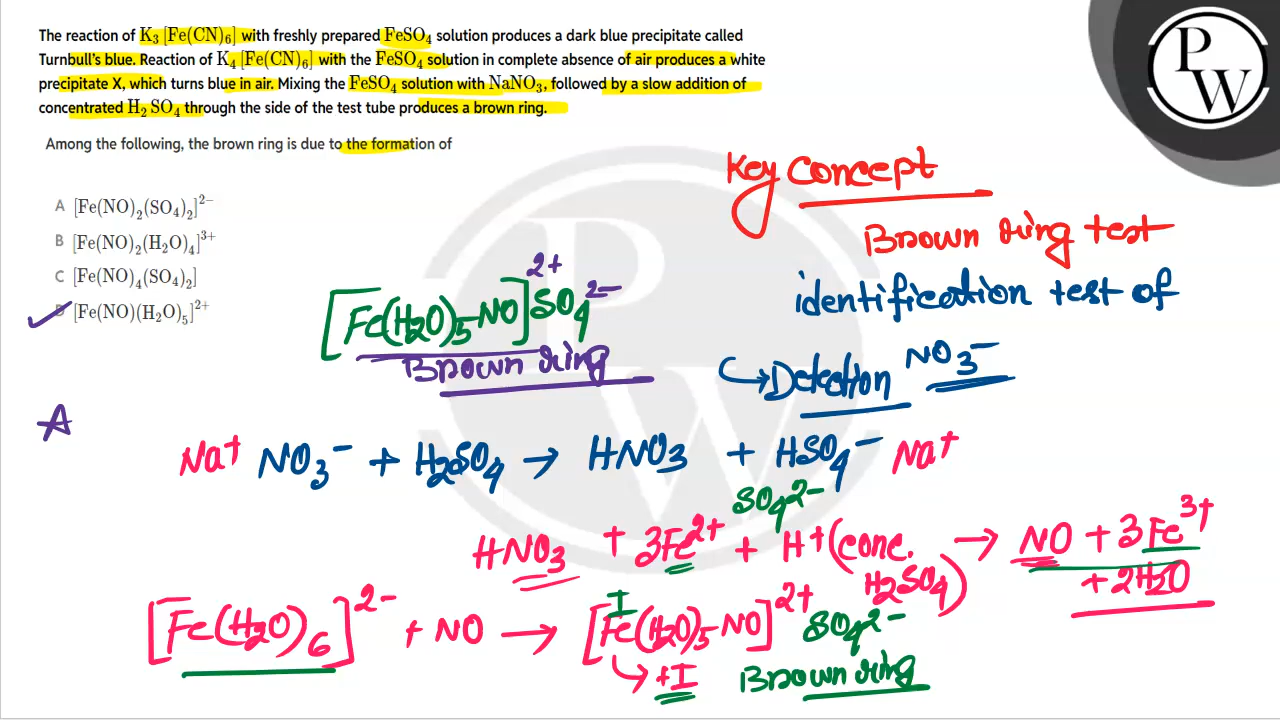 The reaction of K₃ [Fe(CN)₆] with freshly prepared FeSO₄ solution produces a dark blue precipitate called
Turnbull's blue. Reaction of K₄ [Fe(CN)₆] with the FeSO₄ solution in complete absence of air produces a white
precipitate X, which turns blue in air. Mixing the FeSO₄ solution with NaNO₃, followed by a slow addition of
concentrated H₂ SO₄ through the side of the test tube produces a brown ring.
Among the following, the brown ring is due to the formation of
A [Fe(NO)₂(SO₄)₂]²⁻
B [Fe(NO)₂(H₂O)₄]³⁺
C [Fe(NO)₄(SO₄)₂]
D [Fe(NO)(H₂O)₅]²⁺
PW
Key Concept
Brown ring test
identification test of
Detection NO₃⁻
[Fe(H₂O)₅NO]²⁺ SO₄²⁻
Brown ring
A
Na⁺ NO₃⁻ + H₂SO₄ → HNO₃ + HSO₄⁻ Na⁺
SO₄²⁻
HNO₃ + 3Fe²⁺ + H⁺ (conc. H₂SO₄) → NO + 3Fe³⁺
+ 2H₂O
[Fe(H₂O)₆]²⁻ + NO → [Fe(H₂O)₅NO]²⁺ SO₄²⁻
I
+I Brown ring
PW